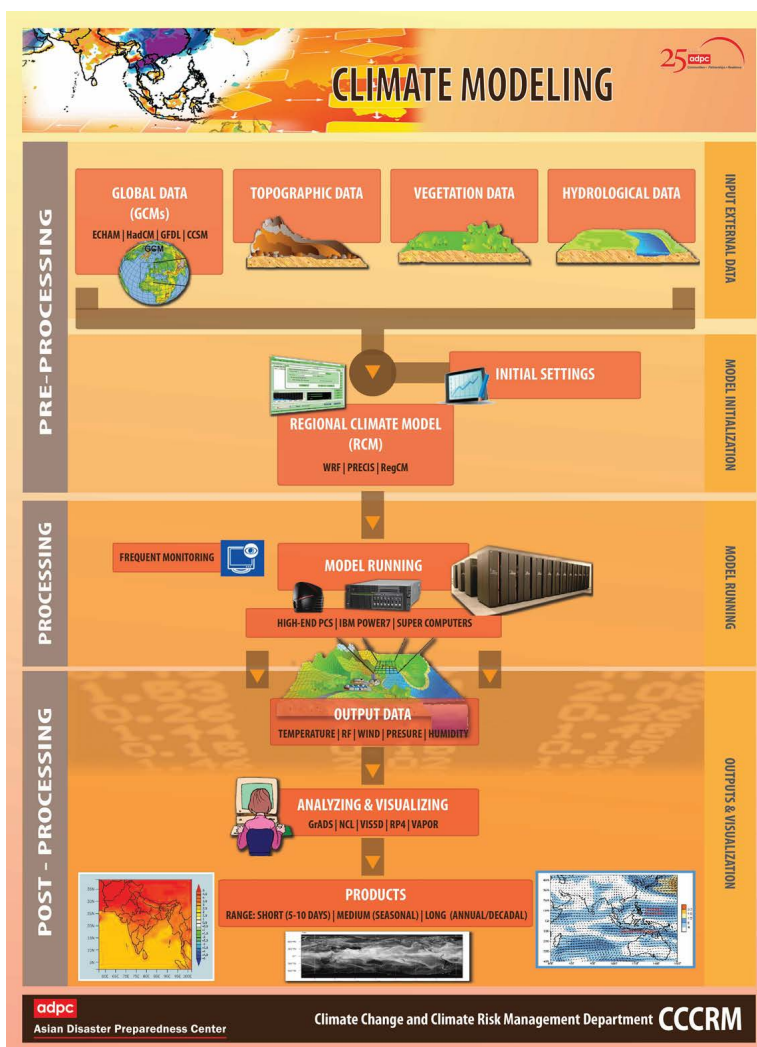 CLIMATE MODELING
25 adpc
PRE-PROCESSING
INPUT EXTERNAL DATA
GLOBAL DATA
(GCMs)
ECHAM | HadCM | GFDL | CCSM
GCM
TOPOGRAPHIC DATA
VEGETATION DATA
HYDROLOGICAL DATA
MODEL INITIALIZATION
INITIAL SETTINGS
REGIONAL CLIMATE MODEL
(RCM)
WRF | PRECIS | RegCM
PROCESSING
MODEL RUNNING
FREQUENT MONITORING
MODEL RUNNING
HIGH-END PCS | IBM POWER7 | SUPER COMPUTERS
POST - PROCESSING
OUTPUTS & VISUALIZATION
OUTPUT DATA
TEMPERATURE | RF | WIND | PRESURE | HUMIDITY
ANALYZING & VISUALIZING
GrADS | NCL | VIS5D | RP4 | VAPOR
PRODUCTS
RANGE: SHORT (5-10 DAYS) | MEDIUM (SEASONAL) | LONG (ANNUAL/DECADAL)
adpc
Asian Disaster Preparedness Center
Climate Change and Climate Risk Management Department CCCRM